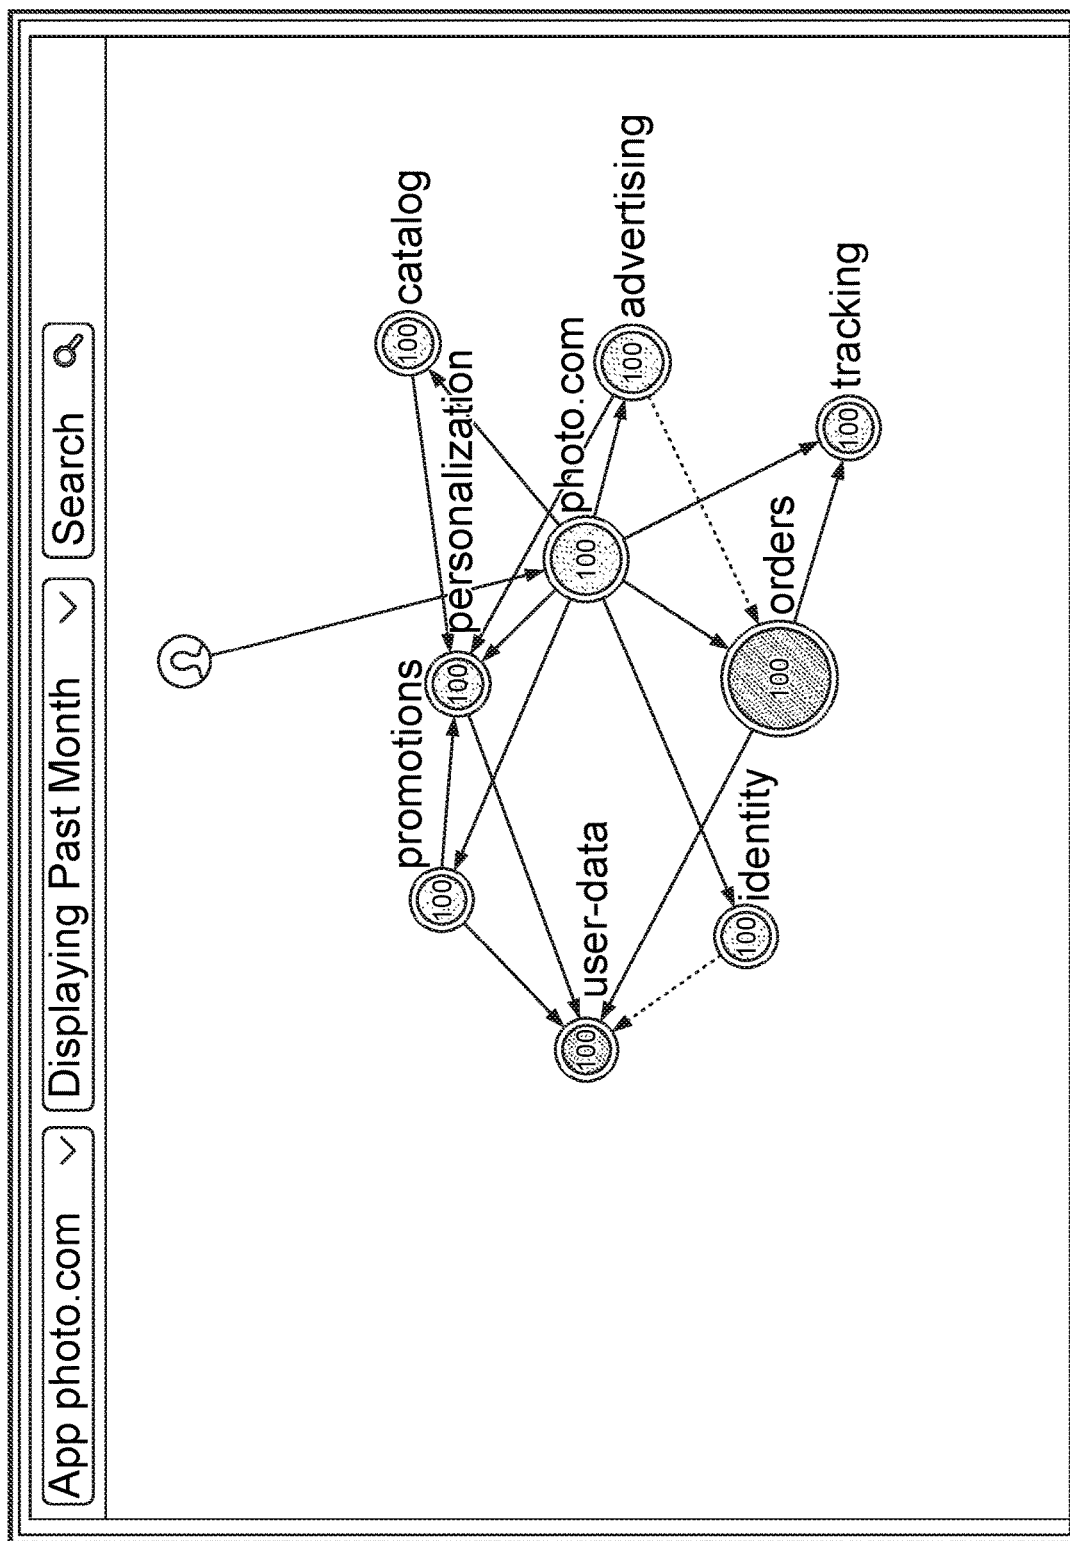 App photo.com
Displaying Past Month
Search
100
catalog
100
personalization
promotions
100
100
photo.com
100
advertising
user-data
100
100
tracking
100
orders
100
identity